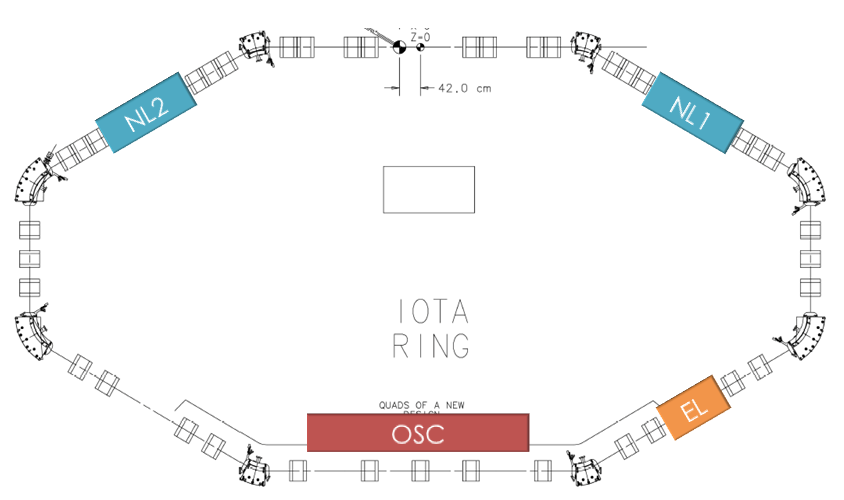 Z=0
42.0 cm
NL2
NL1
IOTA
RING
EL
QUADS OF A NEW
OSC